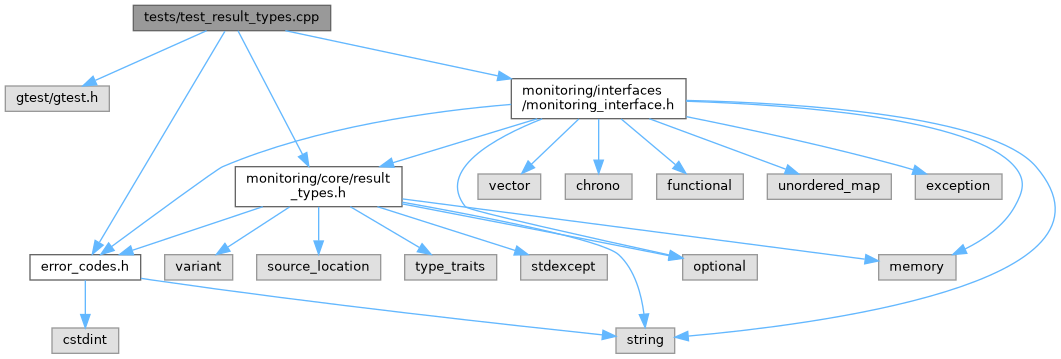 tests/test_result_types.cpp
gtest/gtest.h
monitoring/interfaces
/monitoring_interface.h
monitoring/core/result
_types.h
vector
chrono
functional
unordered_map
exception
error_codes.h
variant
source_location
type_traits
stdexcept
optional
memory
cstdint
string